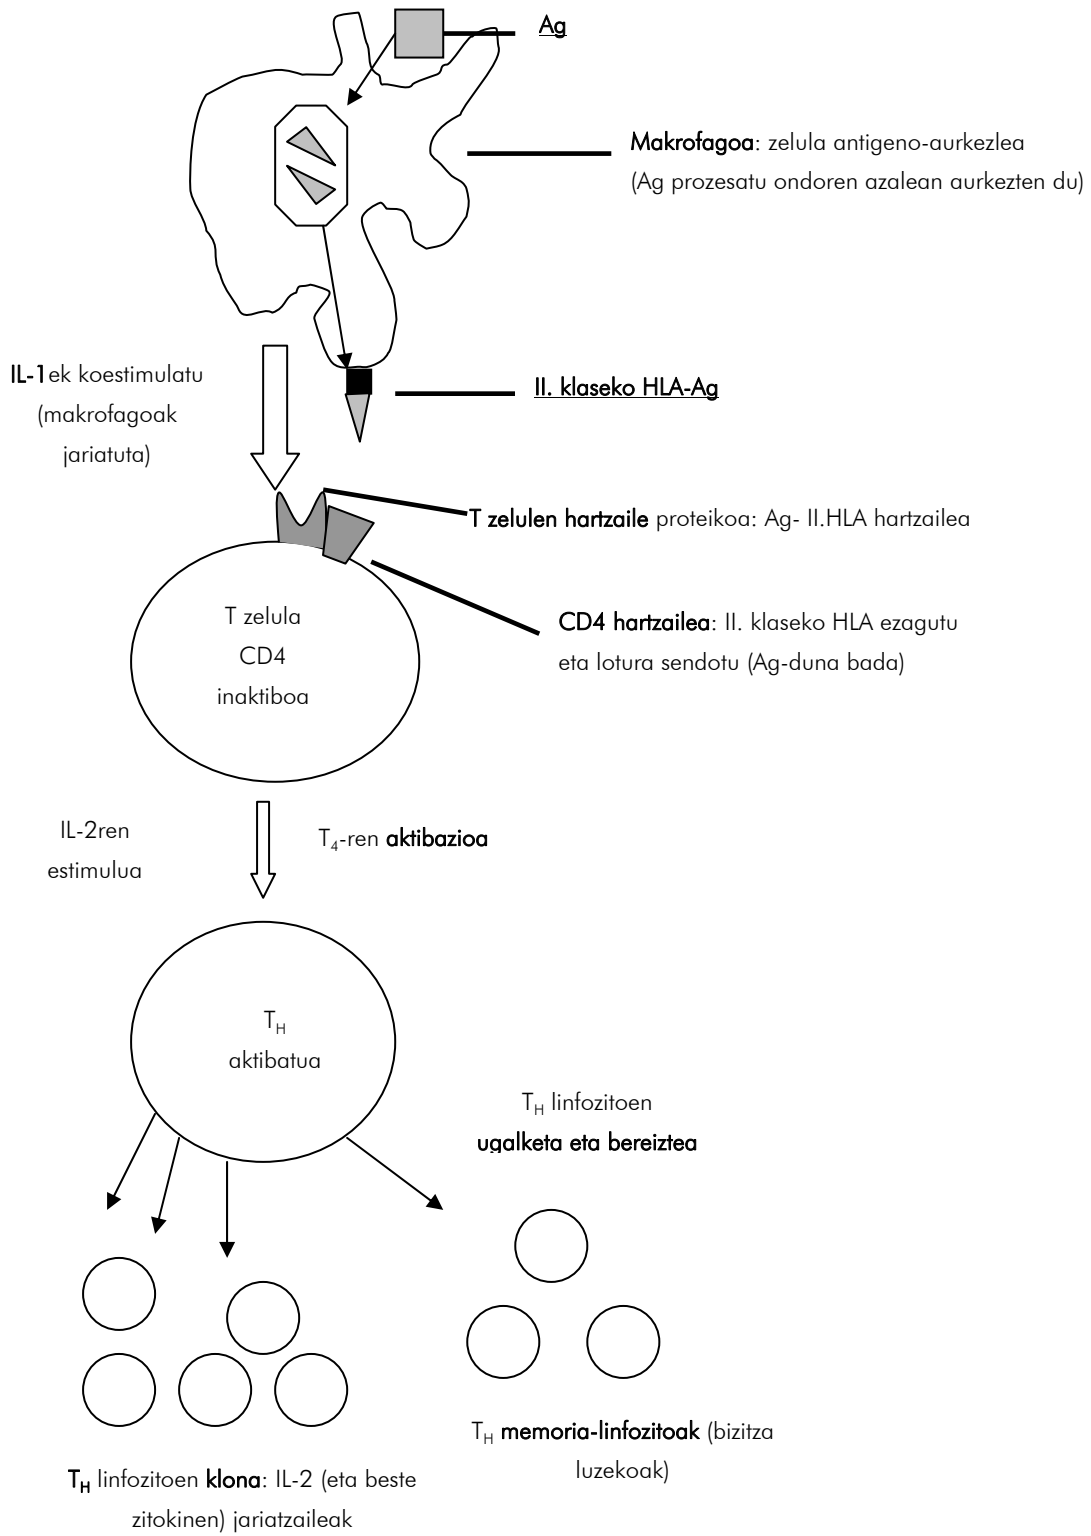 Ag
Makrofagoa: zelula antigeno-aurkezlea
(Ag prozesatu ondoren azalean aurkezten du)
IL-1ek koestimulatu
(makrofagoak
jariatuta)
II. klaseko HLA-Ag
T zelulen hartzaile proteikoa: Ag- II.HLA hartzailea
CD4 hartzailea: II. klaseko HLA ezagutu
eta lotura sendotu (Ag-duna bada)
T zelula
CD4
inaktiboa
IL-2ren
estimulua
T4-ren aktibazioa
TH
aktibatua
TH linfozitoen
ugalketa eta bereiztea
TH memoria-linfozitoak (bizitza
luzekoak)
TH linfozitoen klona: IL-2 (eta beste
zitokinen) jariatzaileak